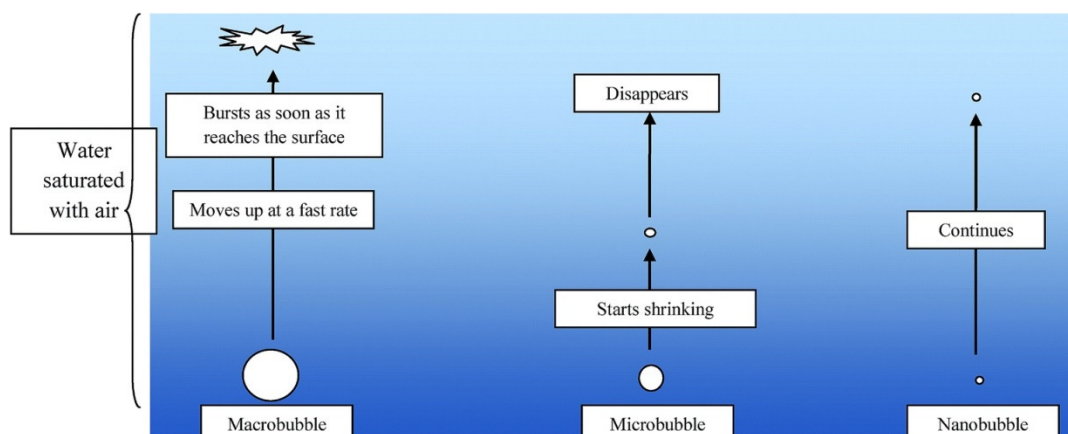 Water
saturated
with air
Bursts as soon as it
reaches the surface
Moves up at a fast rate
Macrobubble
Disappears
Starts shrinking
Microbubble
Continues
Nanobubble